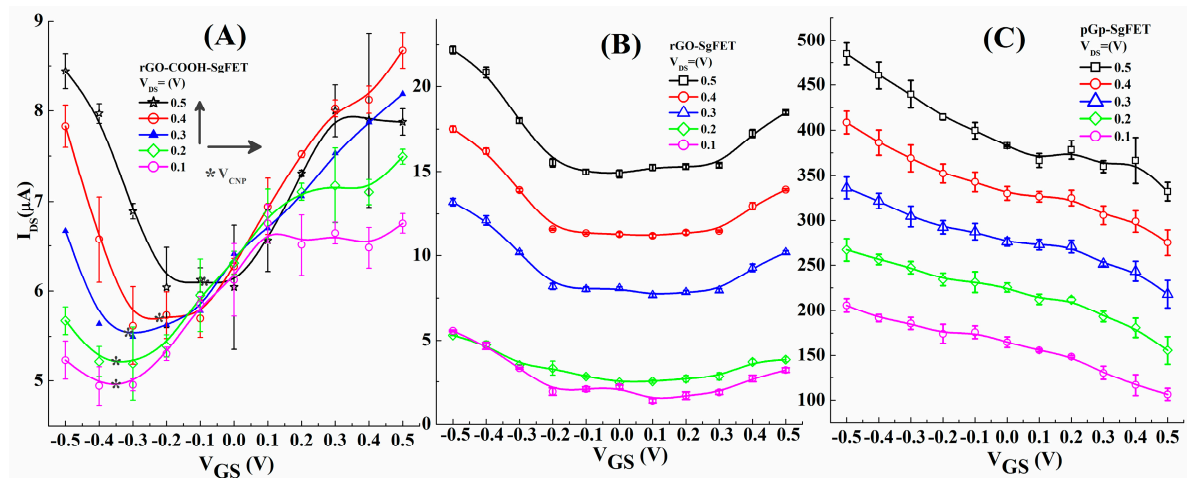 (A)
rGO-COOH-SgFET
V_DS= (V)
0.5
0.4
0.3
0.2
0.1
* V_CNP
9
8
7
6
5
I_DS (μA)
-0.5 -0.4 -0.3 -0.2 -0.1 0.0 0.1 0.2 0.3 0.4 0.5
V_GS (V)
(B)
rGO-SgFET
V_DS=(V)
0.5
0.4
0.3
0.2
0.1
20
15
10
5
0
-0.5 -0.4 -0.3 -0.2 -0.1 0.0 0.1 0.2 0.3 0.4 0.5
V_GS (V)
(C)
pGp-SgFET
V_DS=(V)
0.5
0.4
0.3
0.2
0.1
500
450
400
350
300
250
200
150
100
-0.5 -0.4 -0.3 -0.2 -0.1 0.0 0.1 0.2 0.3 0.4 0.5
V_GS (V)